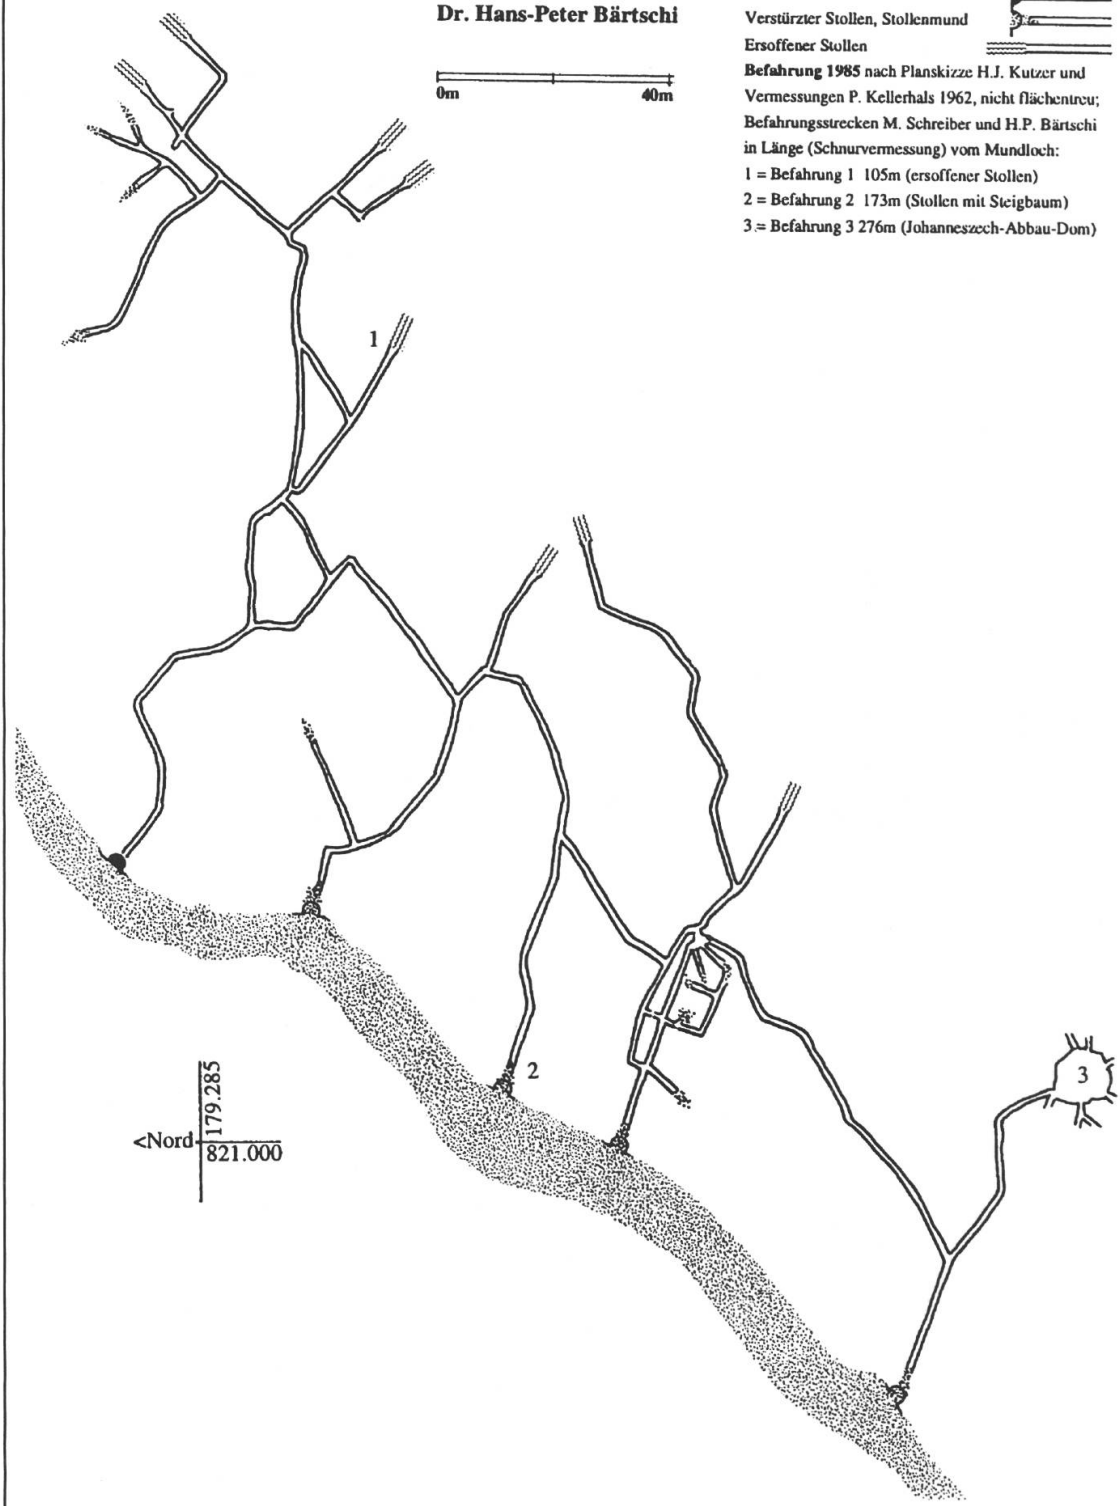 Dr. Hans-Peter Bärtschi
0m 40m
Verstürzter Stollen, Stollenmund
Ersoffener Stollen
Befahrung 1985 nach Planskizze H.J. Kutzer und
Vermessungen P. Kellerhals 1962, nicht flächentreu;
Befahrungsstrecken M. Schreiber und H.P. Bärtschi
in Länge (Schnurvermessung) vom Mundloch:
1 = Befahrung 1 105m (ersoffener Stollen)
2 = Befahrung 2 173m (Stollen mit Steigbaum)
3 = Befahrung 3 276m (Johanneszech-Abbau-Dom)
1
2
3
<Nord
179.285
821.000